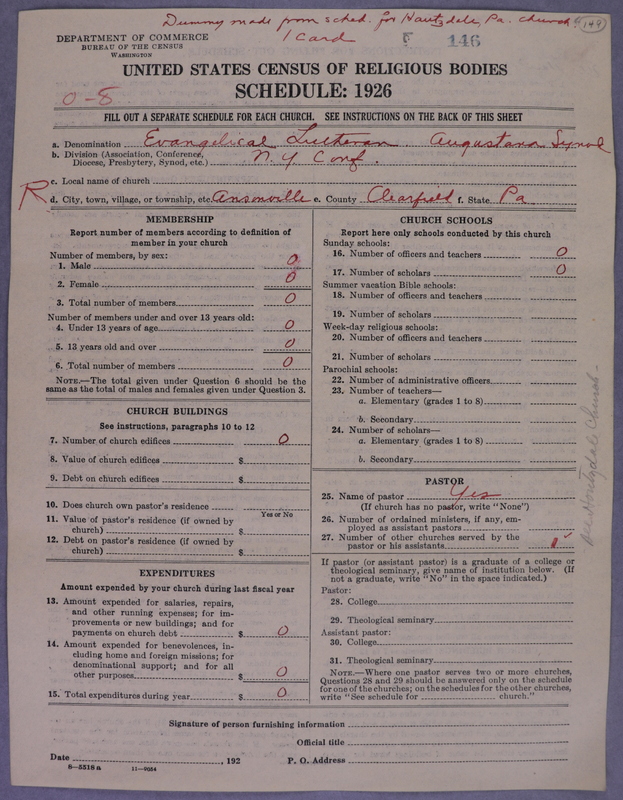 Dummy made from sched. for Hautzdale, Pa. church. 149
DEPARTMENT OF COMMERCE 1 Card 146
BUREAU OF THE CENSUS
WASHINGTON
UNITED STATES CENSUS OF RELIGIOUS BODIES
0-8 SCHEDULE: 1926
FILL OUT A SEPARATE SCHEDULE FOR EACH CHURCH. SEE INSTRUCTIONS ON THE BACK OF THIS SHEET
a. Denomination Evangelical Lutheran Augustana Synod
b. Division (Association, Conference,
Diocese, Presbytery, Synod, etc.) N. Y. Conf.
c. Local name of church
R d. City, town, village, or township, etc. Ansonville e. County Clearfield f. State Pa
MEMBERSHIP
Report number of members according to definition of
member in your church
Number of members, by sex:
1. Male 0
2. Female 0
3. Total number of members 0
Number of members under and over 13 years old:
4. Under 13 years of age 0
5. 13 years old and over 0
6. Total number of members 0
NOTE.—The total given under Question 6 should be the
same as the total of males and females given under Question 3.
CHURCH BUILDINGS
See instructions, paragraphs 10 to 12
7. Number of church edifices 0
8. Value of church edifices $
9. Debt on church edifices $
10. Does church own pastor's residence
Yes or No
11. Value of pastor's residence (if owned by
church) $
12. Debt on pastor's residence (if owned by
church) $
EXPENDITURES
Amount expended by your church during last fiscal year
13. Amount expended for salaries, repairs,
and other running expenses; for im-
provements or new buildings; and for
payments on church debt $ 0
14. Amount expended for benevolences, in-
cluding home and foreign missions; for
denominational support; and for all
other purposes $ 0
15. Total expenditures during year $ 0
CHURCH SCHOOLS
Report here only schools conducted by this church
Sunday schools:
16. Number of officers and teachers 0
17. Number of scholars 0
Summer vacation Bible schools:
18. Number of officers and teachers
19. Number of scholars
Week-day religious schools:
20. Number of officers and teachers
21. Number of scholars
Parochial schools:
22. Number of administrative officers
23. Number of teachers—
a. Elementary (grades 1 to 8)
b. Secondary
24. Number of scholars—
a. Elementary (grades 1 to 8)
b. Secondary
PASTOR
25. Name of pastor Yes
(If church has no pastor, write "None")
26. Number of ordained ministers, if any, em-
ployed as assistant pastors
27. Number of other churches served by the
pastor or his assistants
If pastor (or assistant pastor) is a graduate of a college or
theological seminary, give name of institution below. (If
not a graduate, write "No" in the space indicated.)
Pastor:
28. College
29. Theological seminary
Assistant pastor:
30. College
31. Theological seminary
NOTE.—Where one pastor serves two or more churches,
Questions 28 and 29 should be answered only on the schedule
for one of the churches; on the schedules for the other churches,
write "See schedule for church."
Signature of person furnishing information
Official title
Date , 192 P. O. Address
8—5518 a 11—9054